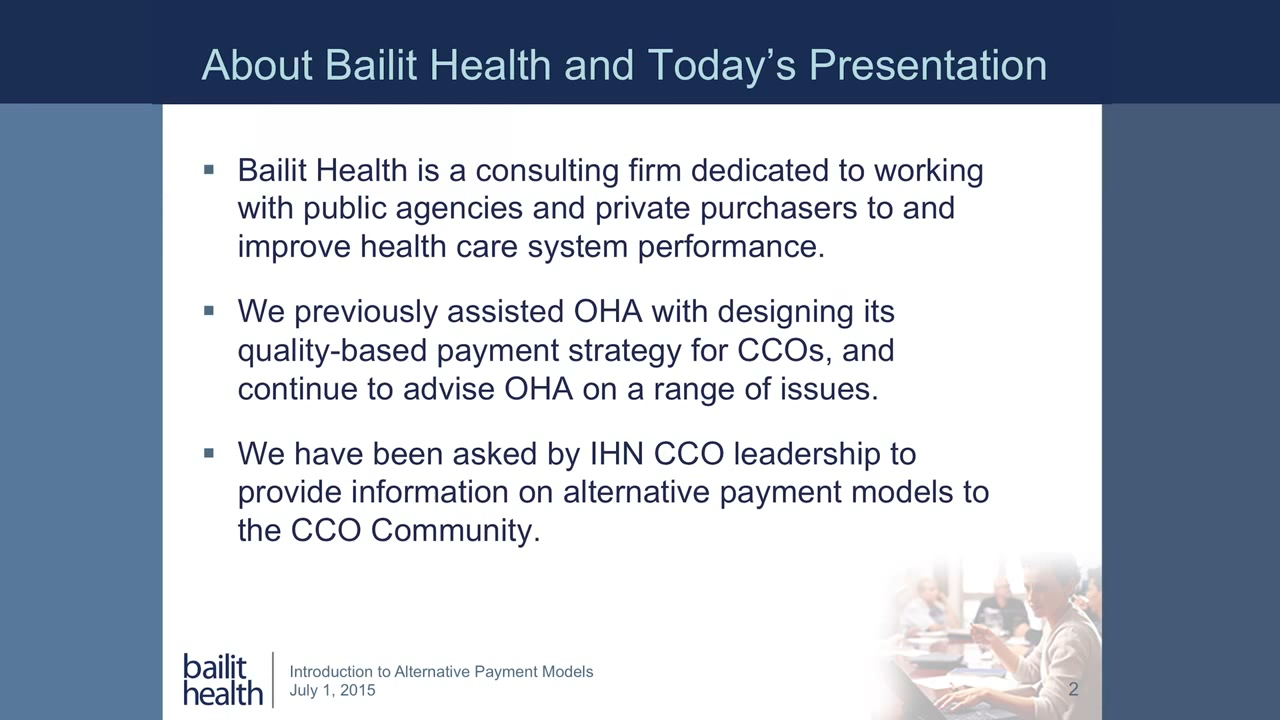 About Bailit Health and Today’s Presentation
▪ Bailit Health is a consulting firm dedicated to working
with public agencies and private purchasers to and
improve health care system performance.
▪ We previously assisted OHA with designing its
quality-based payment strategy for CCOs, and
continue to advise OHA on a range of issues.
▪ We have been asked by IHN CCO leadership to
provide information on alternative payment models to
the CCO Community.
bailit
health
Introduction to Alternative Payment Models
July 1, 2015
2